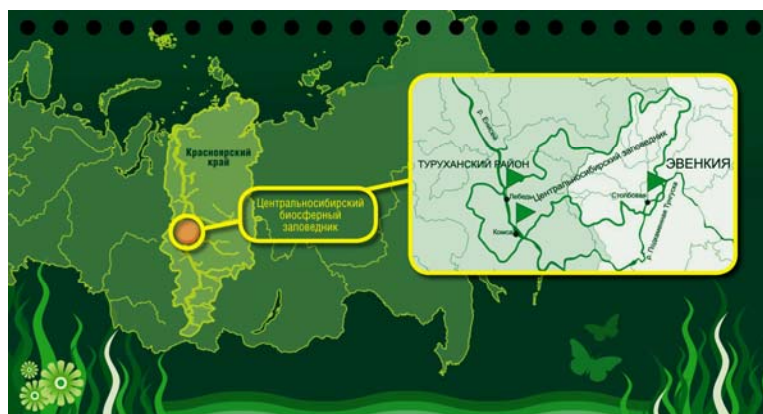 Красноярский
край
Центральносибирский
биосферный
заповедник
р. Енисей
ТУРУХАНСКИЙ РАЙОН
Центральносибирский заповедник
ЭВЕНКИЯ
Лебедь
Столбовая
Комса
р. Подкаменная Тунгуска